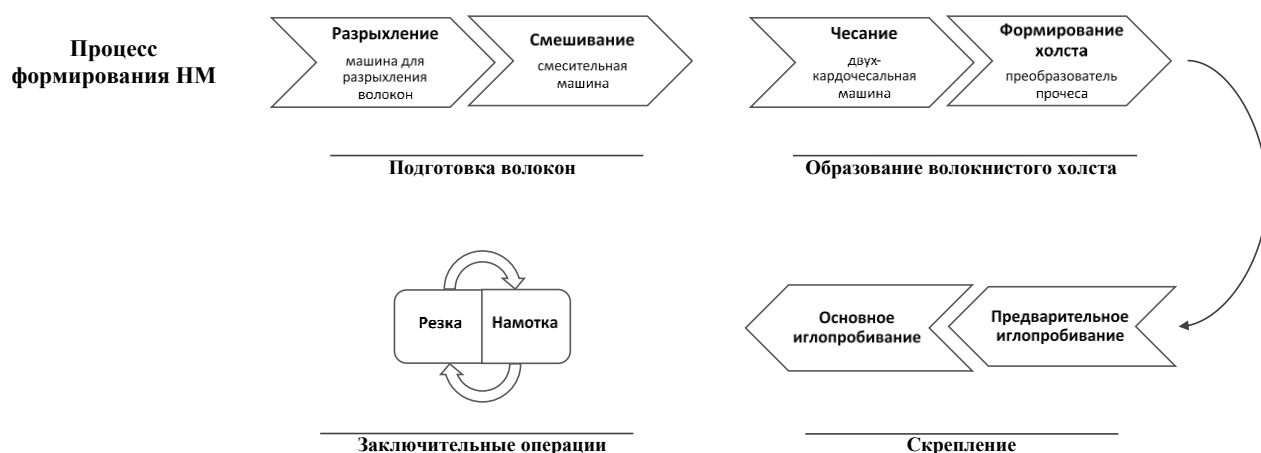 Процесс
формирования НМ
Разрыхление
машина для
разрыхления
волокон
Смешивание
смесительная
машина
Чесание
двух-
кардочесальная
машина
Формирование
холста
преобразователь
прочеса
Подготовка волокон
Образование волокнистого холста
Резка
Намотка
Основное
иглопробивание
Предварительное
иглопробивание
Заключительные операции
Скрепление